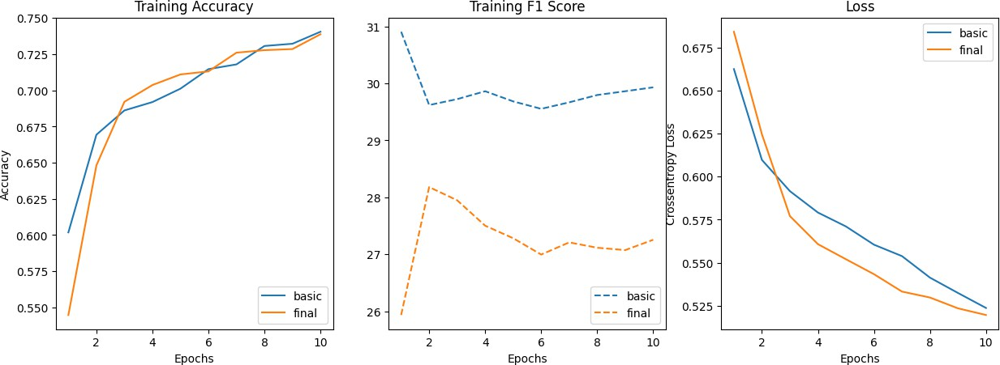 Training Accuracy
0.750
0.725
0.700
0.675
0.650
0.625
0.600
0.575
0.550
Accuracy
2
4
6
8
10
Epochs
basic
final
Training F1 Score
31
30
29
28
27
26
2
4
6
8
10
Epochs
basic
final
Loss
0.675
0.650
0.625
0.600
0.575
0.550
0.525
Crossentropy Loss
2
4
6
8
10
Epochs
basic
final